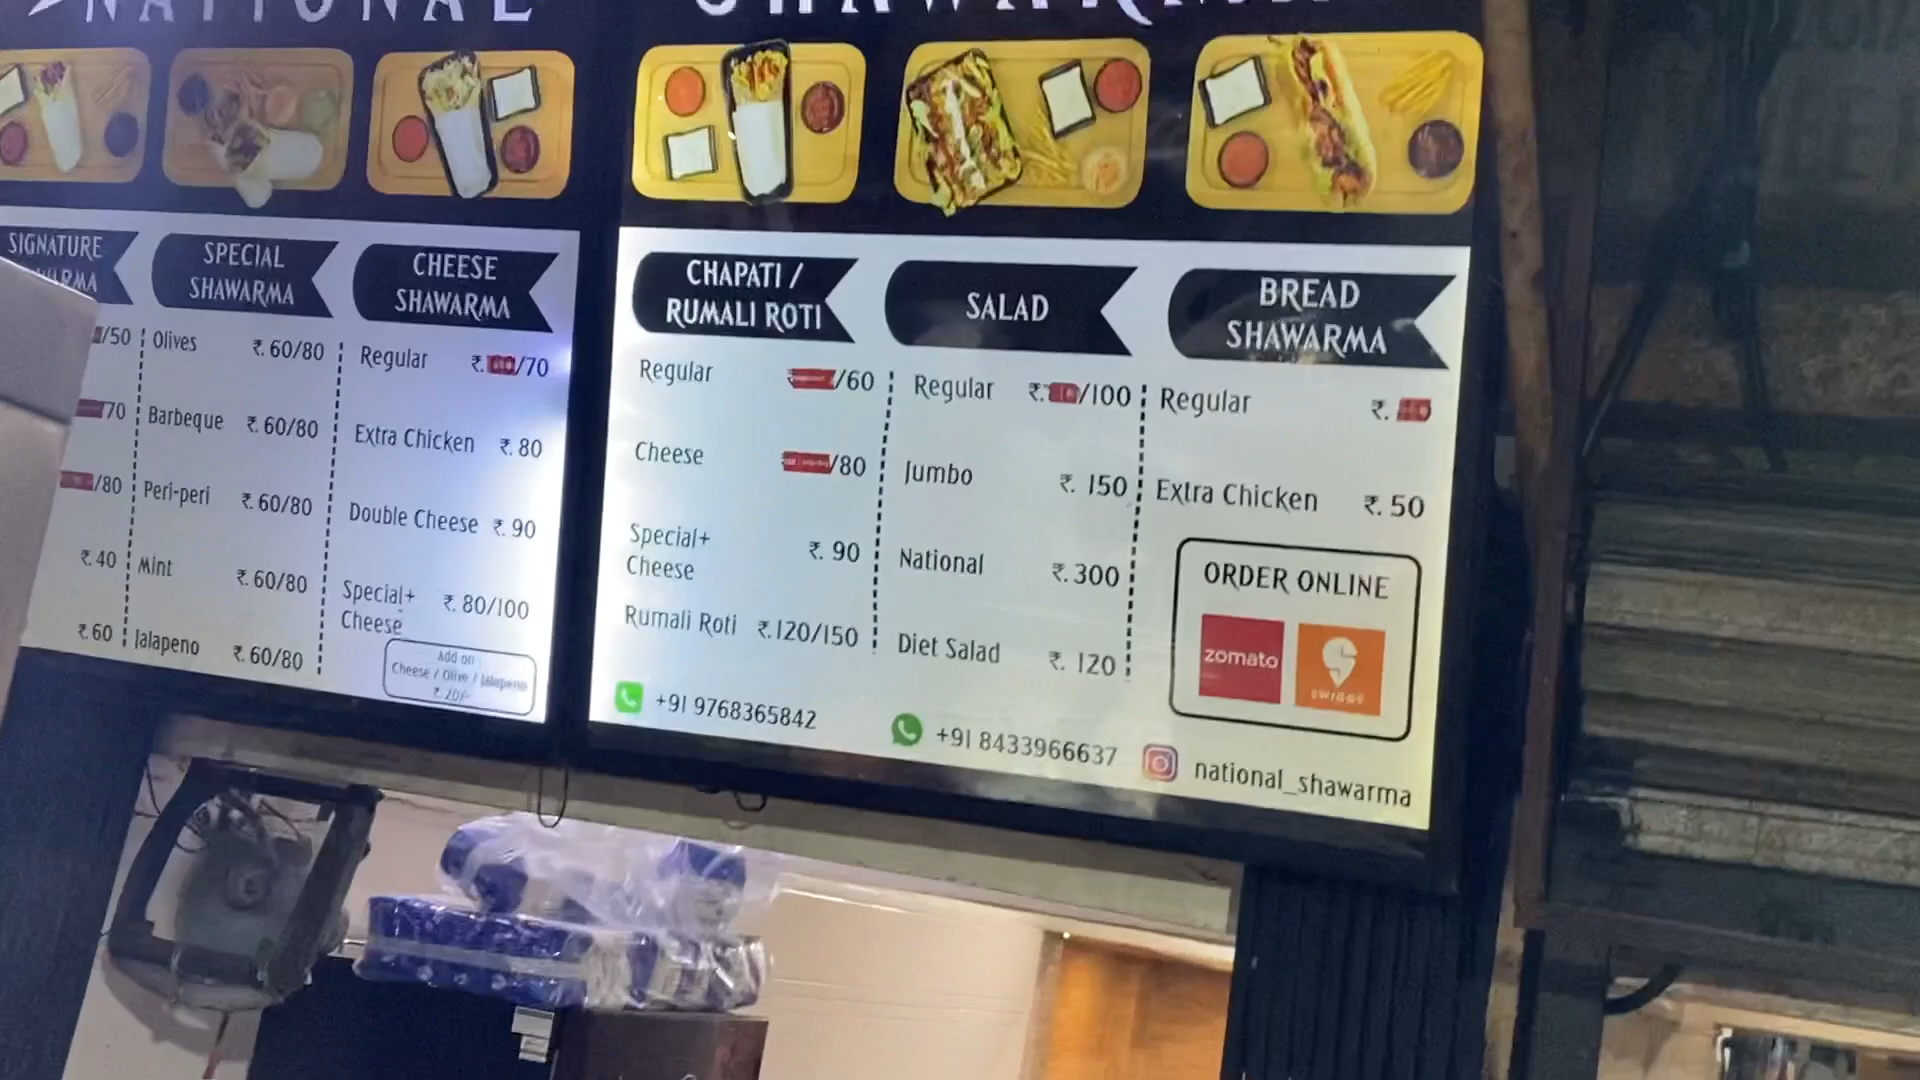 NATIONAL
SIGNATURE
/50
/70
/80
₹.40
₹.60
SPECIAL
SHAWARMA
Olives ₹.60/80
Barbeque ₹.60/80
Peri-peri ₹.60/80
Mint ₹.60/80
Jalapeno ₹.60/80
CHEESE
SHAWARMA
Regular ₹. /70
Extra Chicken ₹.80
Double Cheese ₹.90
Special+ ₹.80/100
Cheese
Add on
Cheese / Olive / Jalapeno
₹ 20/-
CHAPATI /
RUMALI ROTI
Regular /60
Cheese /80
Special+ ₹.90
Cheese
Rumali Roti ₹.120/150
SALAD
Regular ₹. /100
Jumbo ₹. 150
National ₹.300
Diet Salad ₹. 120
BREAD
SHAWARMA
Regular ₹.
Extra Chicken ₹.50
ORDER ONLINE
zomato
SWIGGY
+91 9768365842
+91 8433966637
national_shawarma